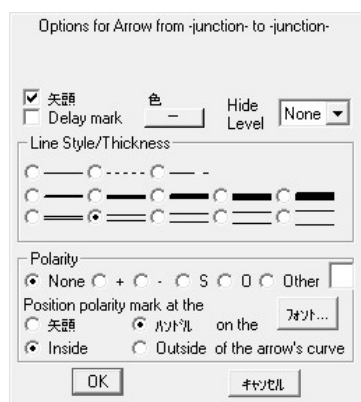 Options for Arrow from -junction- to -junction-
矢頭 色 Hide Level None
Delay mark
Line Style/Thickness
Polarity
None + - S O Other
Position polarity mark at the
矢頭 ﾊﾝﾄﾞﾙ on the ﾌｫﾝﾄ...
Inside Outside of the arrow's curve
OK ｷｬﾝｾﾙ